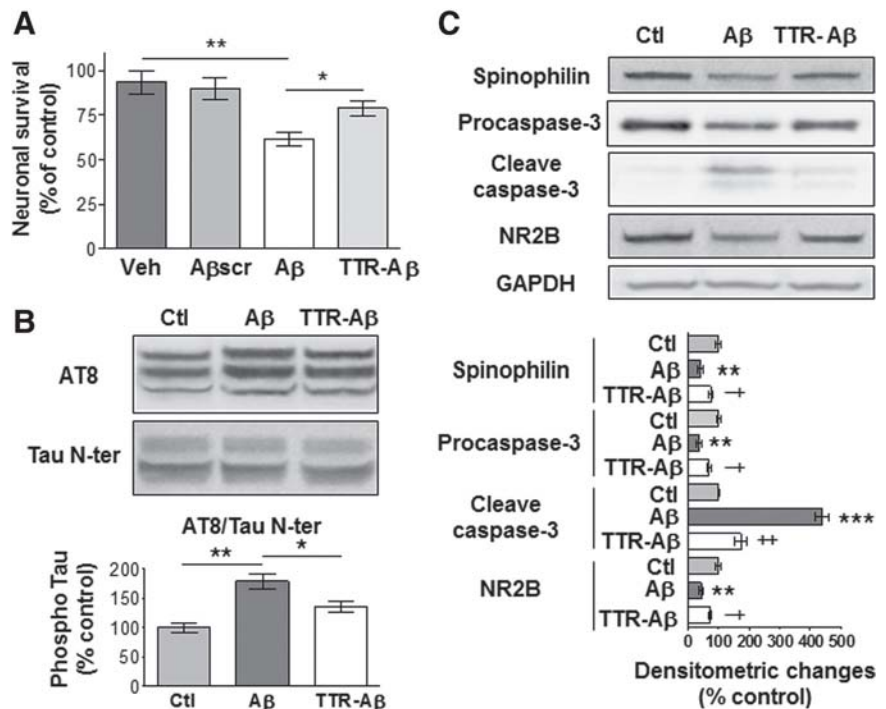 A
Neuronal survival
(% of control)
100
75
50
25
0
** 
*
Veh Aβscr Aβ TTR-Aβ
B
Ctl Aβ TTR-Aβ
AT8
Tau N-ter
AT8/Tau N-ter
Phospho Tau
(% control)
200
150
100
50
0
** *
Ctl Aβ TTR-Aβ
C
Ctl Aβ TTR-Aβ
Spinophilin
Procaspase-3
Cleave
caspase-3
NR2B
GAPDH
Spinophilin
Ctl
Aβ **
TTR-Aβ †
Procaspase-3
Ctl
Aβ **
TTR-Aβ †
Cleave
caspase-3
Ctl
Aβ ***
TTR-Aβ ††
NR2B
Ctl
Aβ **
TTR-Aβ †
0 100 200 300 400 500
Densitometric changes
(% control)